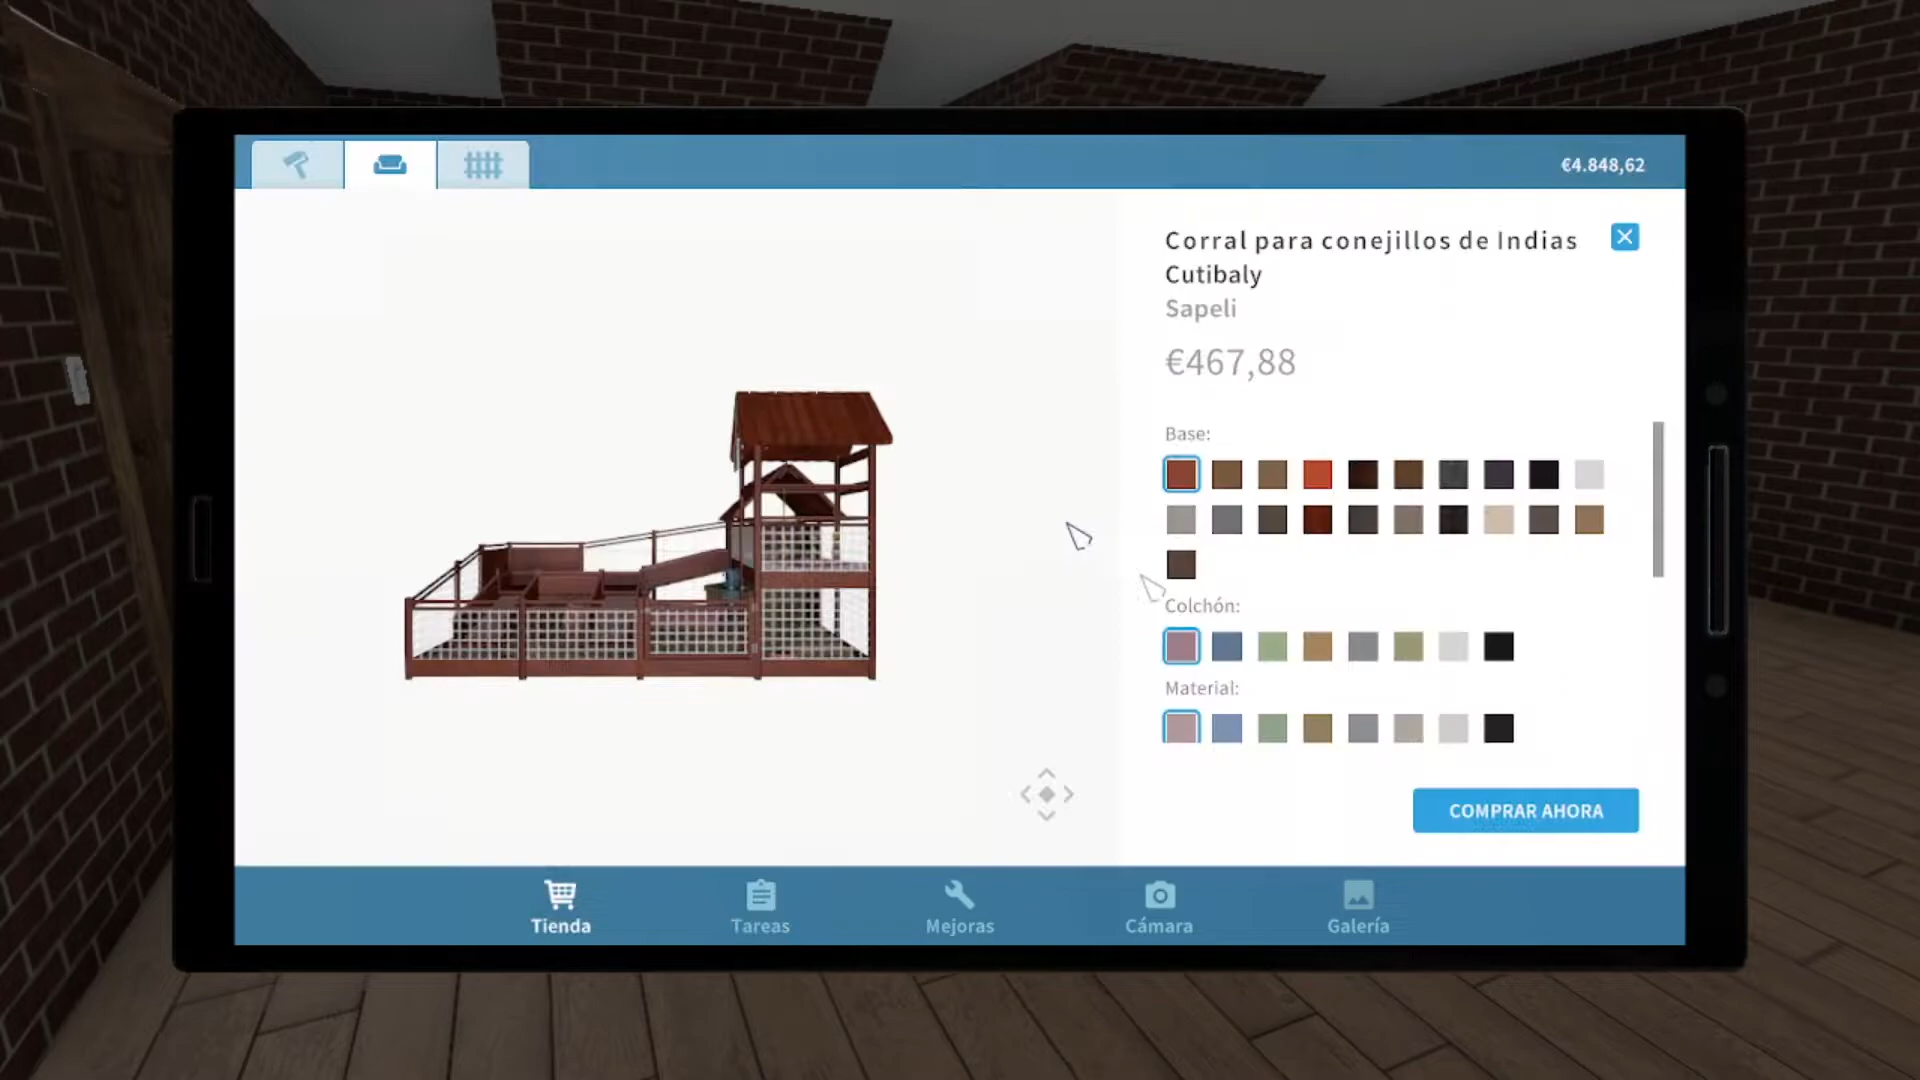 €4.848,62
Corral para conejillos de Indias
Cutibaly
Sapeli
€467,88
Base:
Colchón:
Material:
COMPRAR AHORA
Tienda
Tareas
Mejoras
Cámara
Galería